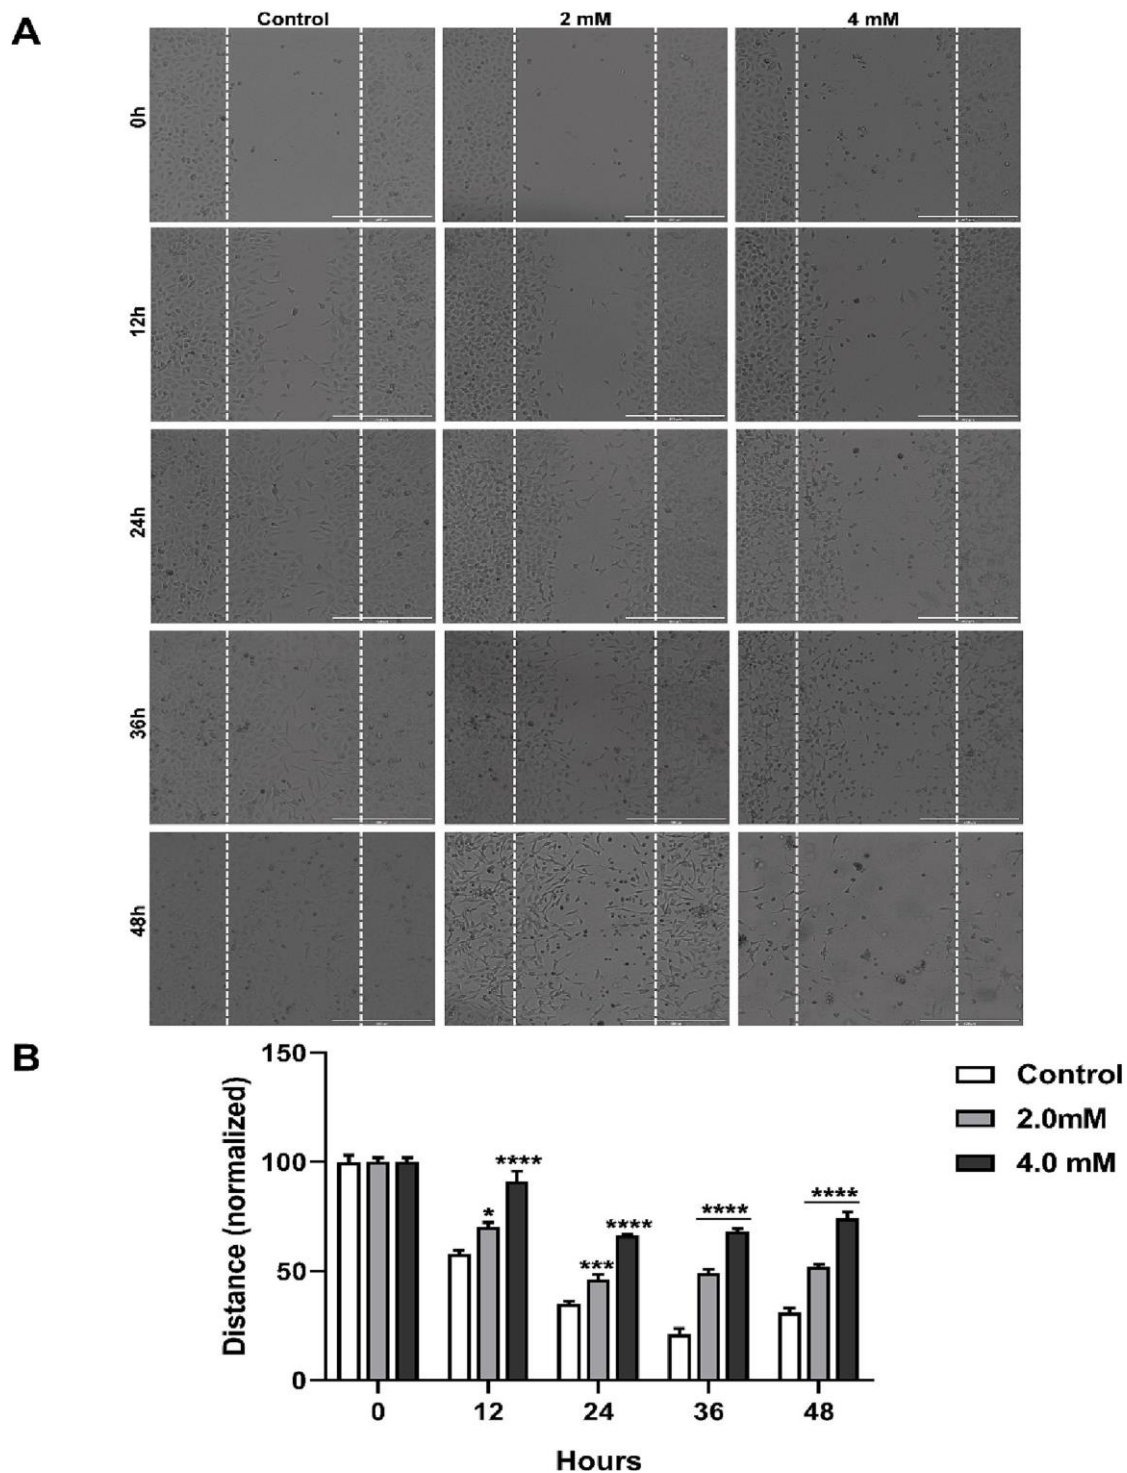 A
Control 2 mM 4 mM
0h
12h
24h
36h
48h
B
150
100
50
0
Distance (normalized)
**** 
*
***
****
****
****
0 12 24 36 48
Hours
Control
2.0mM
4.0 mM